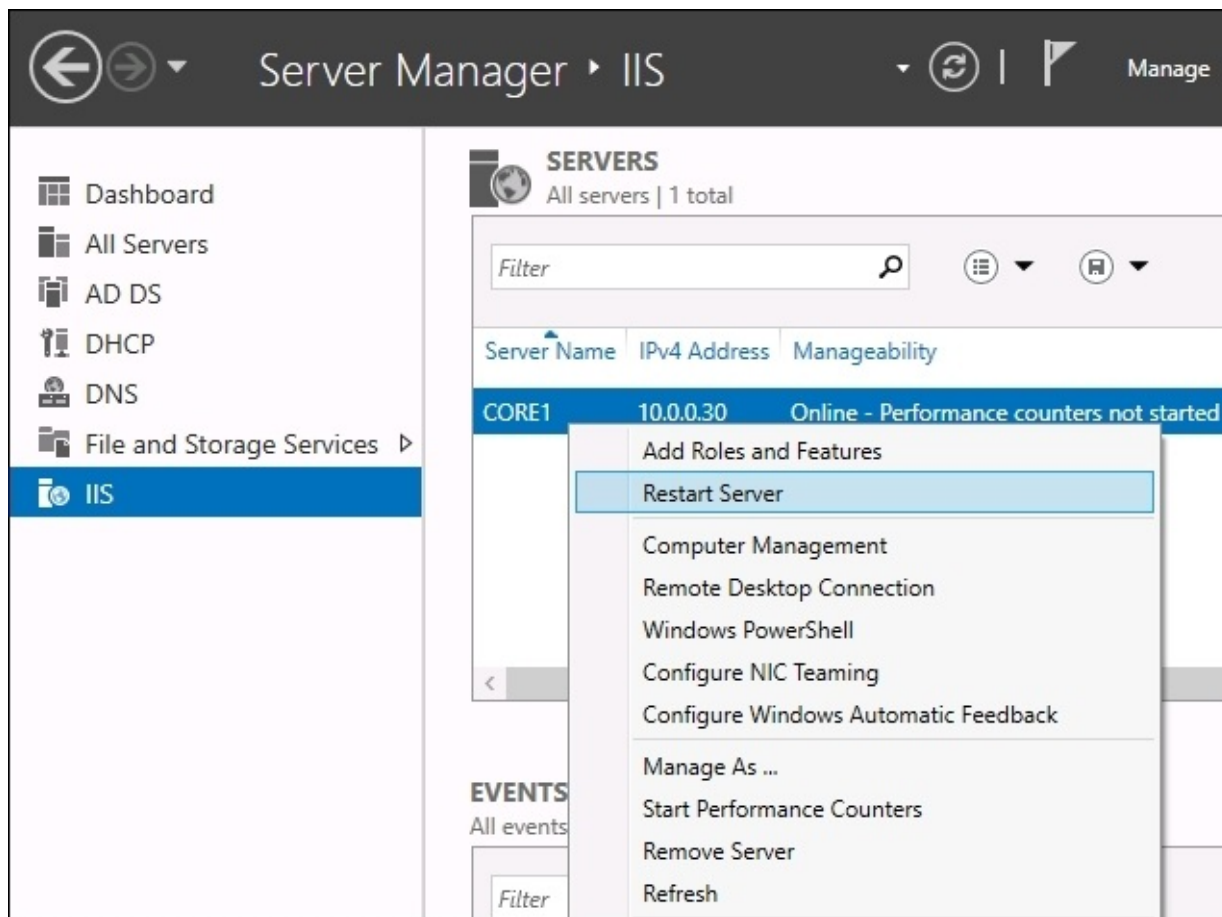 Server Manager ‣ IIS
Manage
Dashboard
All Servers
AD DS
DHCP
DNS
File and Storage Services
IIS
SERVERS
All servers | 1 total
Filter
Server Name IPv4 Address Manageability
CORE1 10.0.0.30 Online - Performance counters not started
Add Roles and Features
Restart Server
Computer Management
Remote Desktop Connection
Windows PowerShell
Configure NIC Teaming
Configure Windows Automatic Feedback
Manage As ...
Start Performance Counters
Remove Server
Refresh
EVENTS
All events
Filter